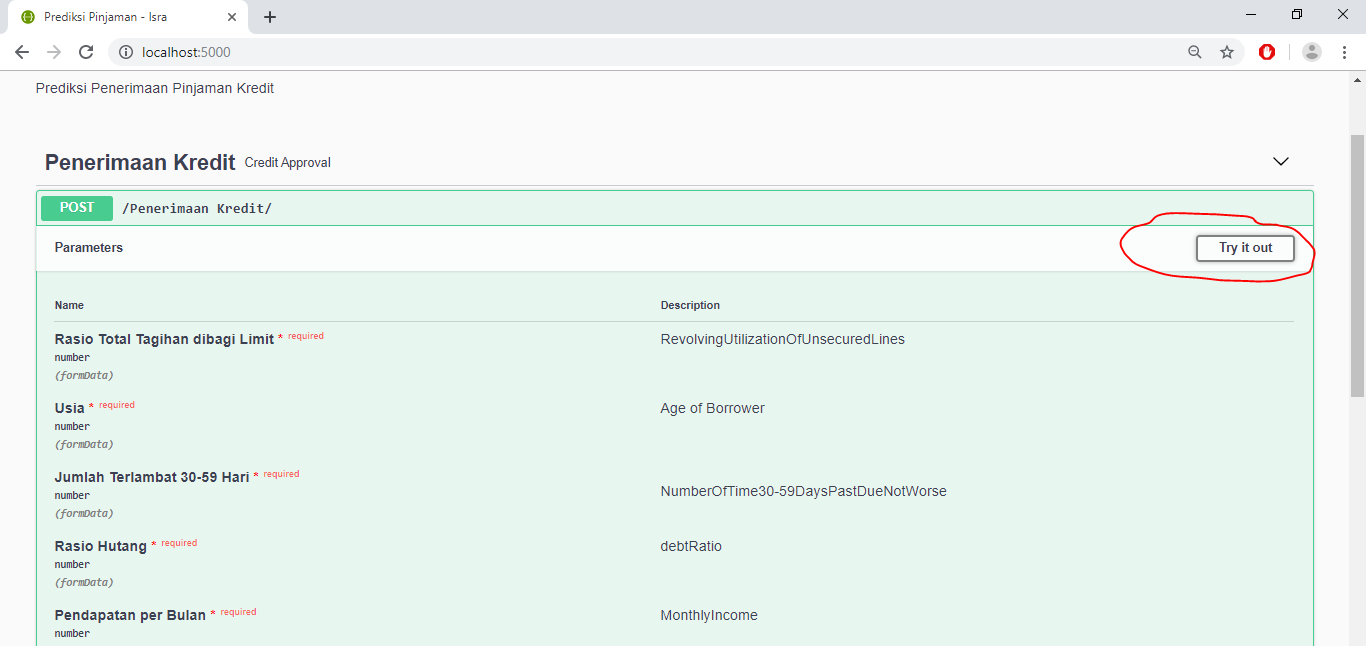 Prediksi Pinjaman - Isra
localhost:5000
Prediksi Penerimaan Pinjaman Kredit
Penerimaan Kredit Credit Approval
POST /Penerimaan Kredit/
Parameters Try it out
Name Description
Rasio Total Tagihan dibagi Limit * required RevolvingUtilizationOfUnsecuredLines
number
(formData)
Usia * required Age of Borrower
number
(formData)
Jumlah Terlambat 30-59 Hari * required
number NumberOfTime30-59DaysPastDueNotWorse
(formData)
Rasio Hutang * required debtRatio
number
(formData)
Pendapatan per Bulan * required MonthlyIncome
number